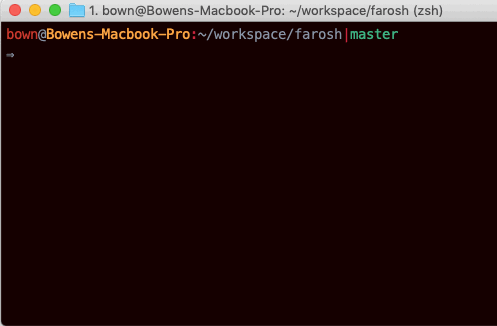 1. bown@Bowens-Macbook-Pro: ~/workspace/farosh (zsh)
bown@Bowens-Macbook-Pro:~/workspace/farosh|master
⇒